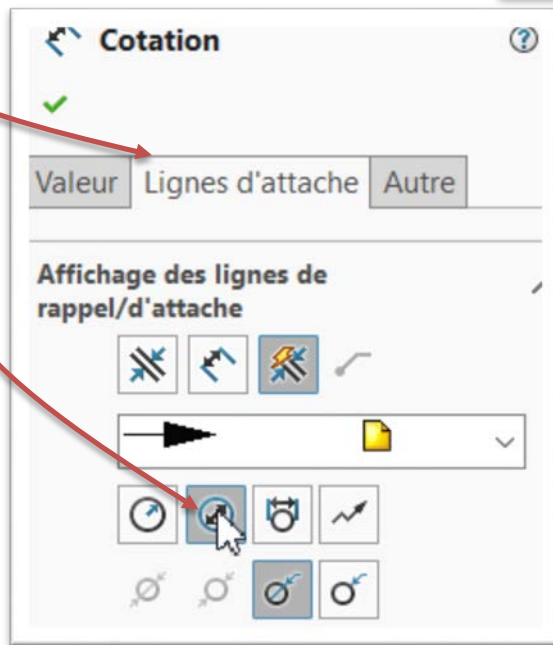 Cotation
Valeur Lignes d'attache Autre
Affichage des lignes de
rappel/d'attache